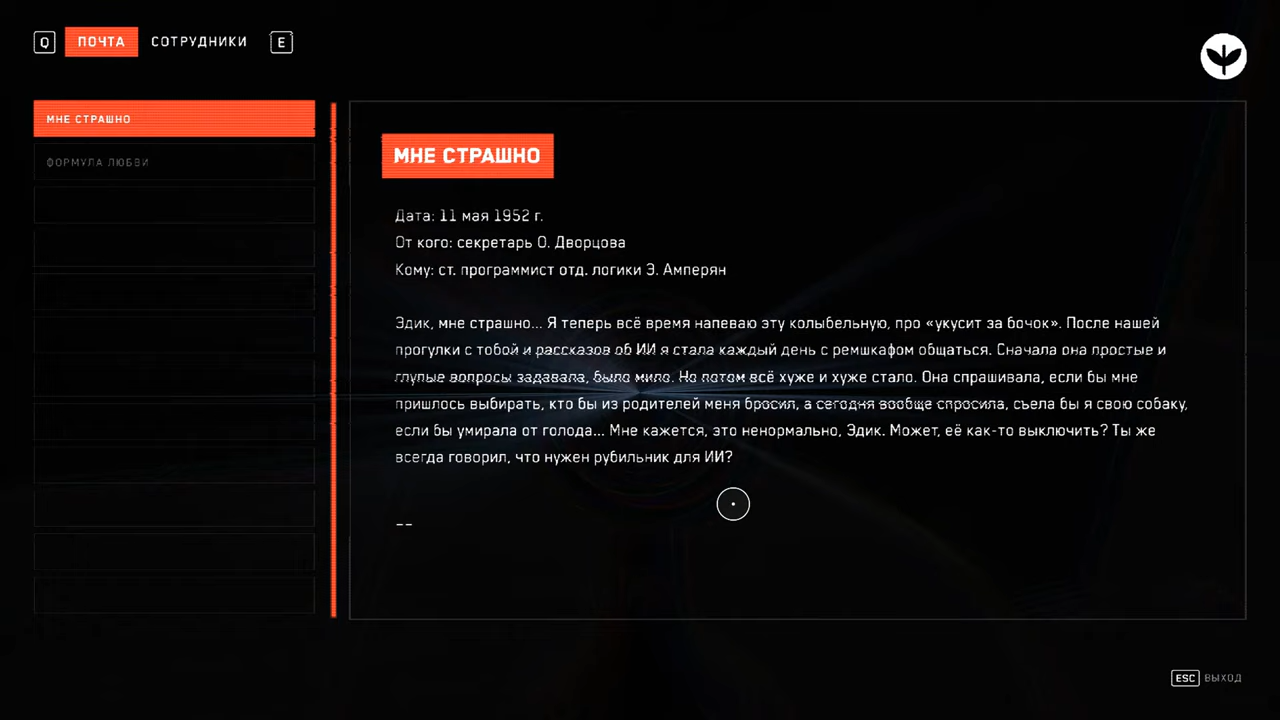 Q ПОЧТА СОТРУДНИКИ E
МНЕ СТРАШНО
ФОРМУЛА ЛЮБВИ
МНЕ СТРАШНО
Дата: 11 мая 1952 г.
От кого: секретарь О. Дворцова
Кому: ст. программист отд. логики Э. Амперян
Эдик, мне страшно... Я теперь всё время напеваю эту колыбельную, про «укусит за бочок». После нашей
прогулки с тобой и рассказов об ИИ я стала каждый день с ремшкафом общаться. Сначала она простые и
глупые вопросы задавала, было мило. Но потом всё хуже и хуже стало. Она спрашивала, если бы мне
пришлось выбирать, кто бы из родителей меня бросил, а сегодня вообще спросила, съела бы я свою собаку,
если бы умирала от голода... Мне кажется, это ненормально, Эдик. Может, её как-то выключить? Ты же
всегда говорил, что нужен рубильник для ИИ?
--
ESC ВЫХОД